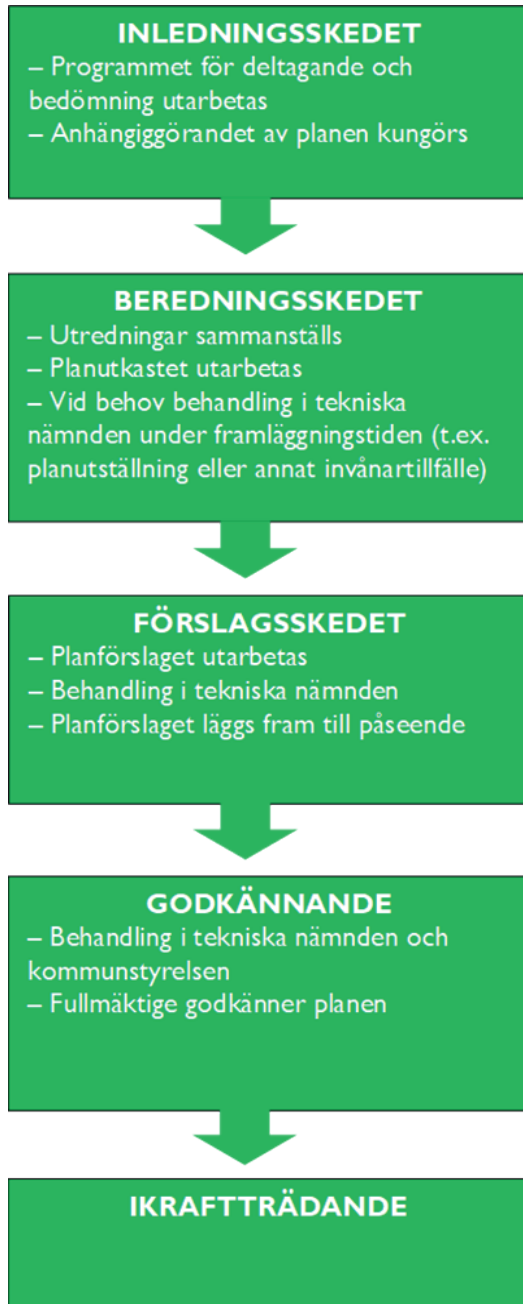 INLEDNINGSSKEDET
– Programmet för deltagande och
bedömning utarbetas
– Anhängiggörandet av planen kungörs
BEREDNINGSSKEDET
– Utredningar sammanställs
– Planutkastet utarbetas
– Vid behov behandling i tekniska
nämnden under framläggningstiden (t.ex.
planutställning eller annat invånartillfälle)
FÖRSLAGSSKEDET
– Planförslaget utarbetas
– Behandling i tekniska nämnden
– Planförslaget läggs fram till påseende
GODKÄNNANDE
– Behandling i tekniska nämnden och
kommunstyrelsen
– Fullmäktige godkänner planen
IKRAFTTRÄDANDE